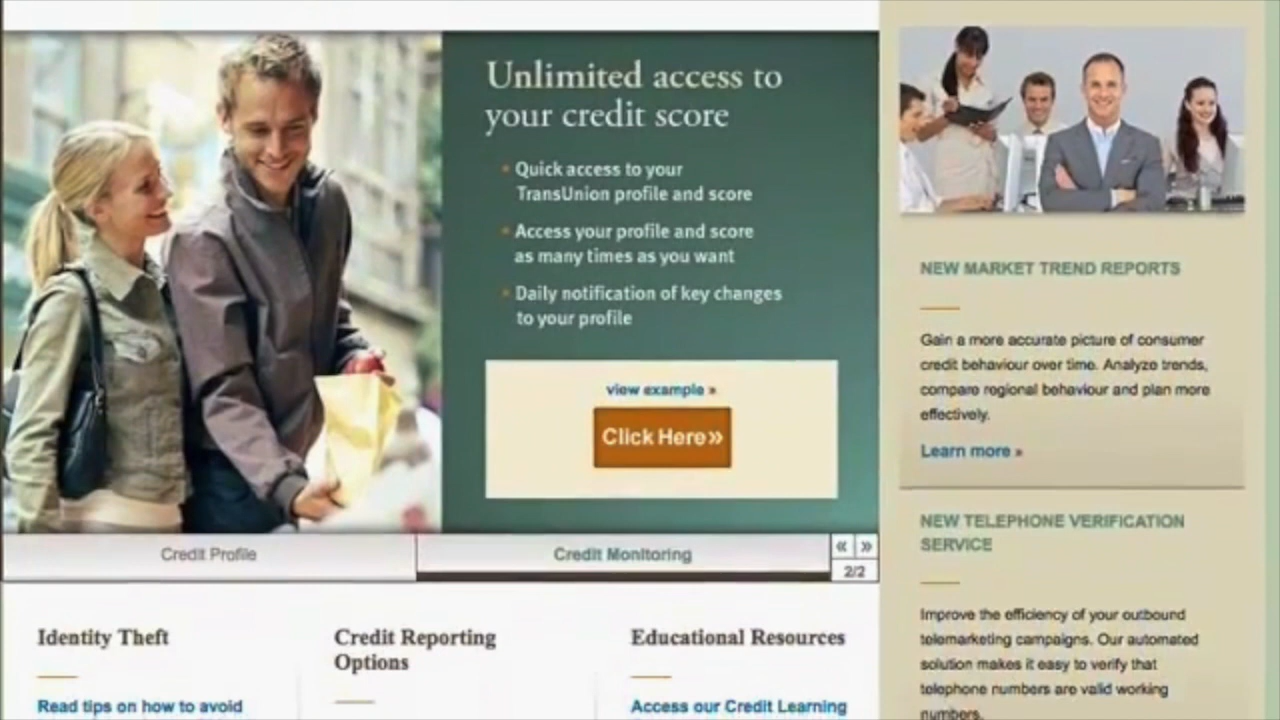 Unlimited access to
your credit score
Quick access to your
TransUnion profile and score
Access your profile and score
as many times as you want
Daily notification of key changes
to your profile
view example »
Click Here»
Credit Profile
Credit Monitoring
« »
2/2
Identity Theft
Read tips on how to avoid
Credit Reporting
Options
Educational Resources
Access our Credit Learning
NEW MARKET TREND REPORTS
Gain a more accurate picture of consumer
credit behaviour over time. Analyze trends,
compare regional behaviour and plan more
effectively.
Learn more »
NEW TELEPHONE VERIFICATION
SERVICE
Improve the efficiency of your outbound
telemarketing campaigns. Our automated
solution makes it easy to verify that
telephone numbers are valid working
numbers.